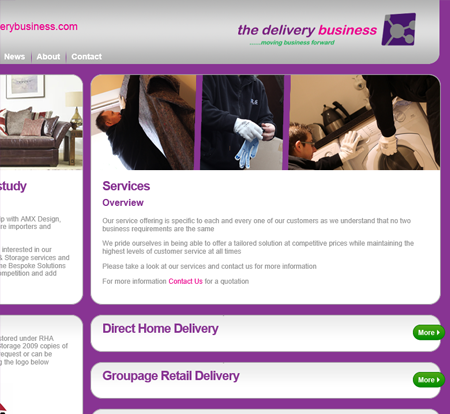 erybusiness.com
the delivery business
......moving business forward
News | About | Contact
study
p with AMX Design,
re importers and
interested in our
& Storage services and
me Bespoke Solutions
ompetition and add
Services
Overview
Our service offering is specific to each and every one of our customers as we understand that no two
business requirements are the same
We pride ourselves in being able to offer a tailored solution at competitive prices while maintaining the
highest levels of customer service at all times
Please take a look at our services and contact us for more information
For more information Contact Us for a quotation
tored under RHA
Storage 2009 copies of
request or can be
g the logo below
Direct Home Delivery
More
Groupage Retail Delivery
More